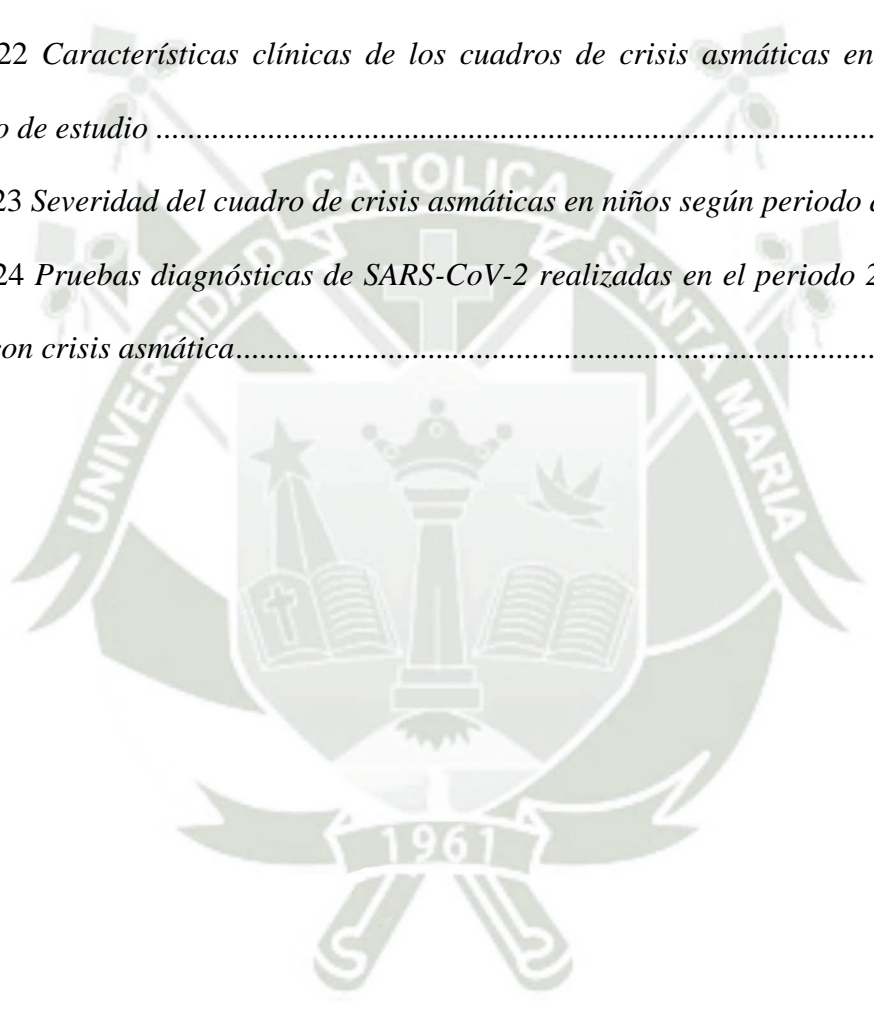 22 Características clínicas de los cuadros de crisis asmáticas en
o de estudio ..........................................................................................
23 Severidad del cuadro de crisis asmáticas en niños según periodo
24 Pruebas diagnósticas de SARS-CoV-2 realizadas en el periodo 2
con crisis asmática..........................................................................................
UNIVERSIDAD CATOLICA SANTA MARIA
1961